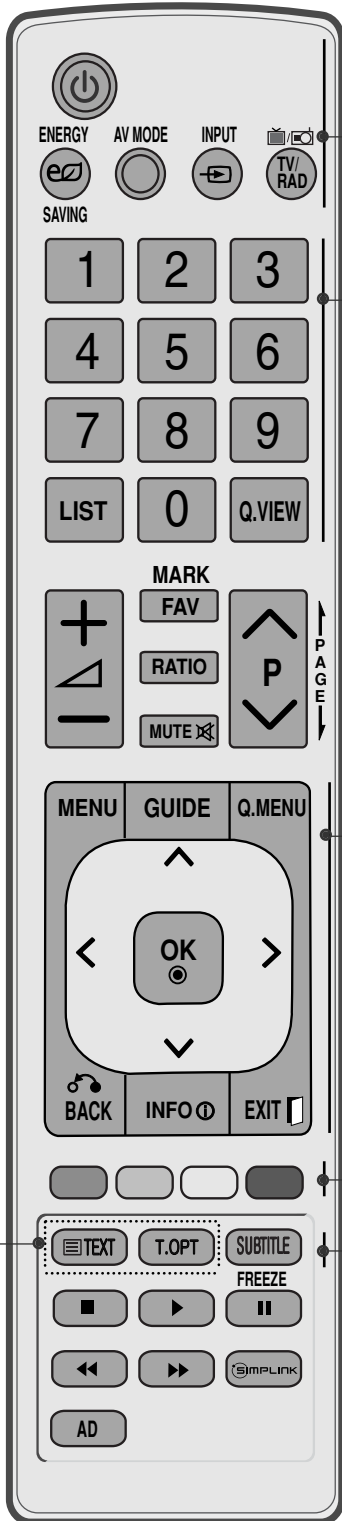 ENERGY AV MODE INPUT
TV/
RAD
SAVING
1 2 3
4 5 6
7 8 9
LIST 0 Q.VIEW
MARK
FAV
RATIO
MUTE
P
PAGE
MENU GUIDE Q.MENU
OK
BACK INFO EXIT
TEXT T.OPT SUBTITLE
FREEZE
SIMPLINK
AD